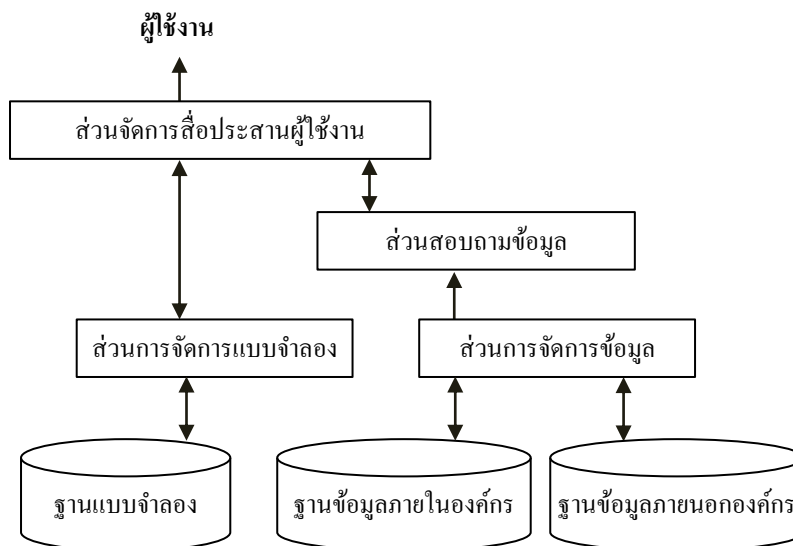 ผู้ใช้งาน
ส่วนจัดการสื่อประสานผู้ใช้งาน
ส่วนสอบถามข้อมูล
ส่วนการจัดการแบบจำลอง
ส่วนการจัดการข้อมูล
ฐานแบบจำลอง
ฐานข้อมูลภายในองค์กร
ฐานข้อมูลภายนอกองค์กร